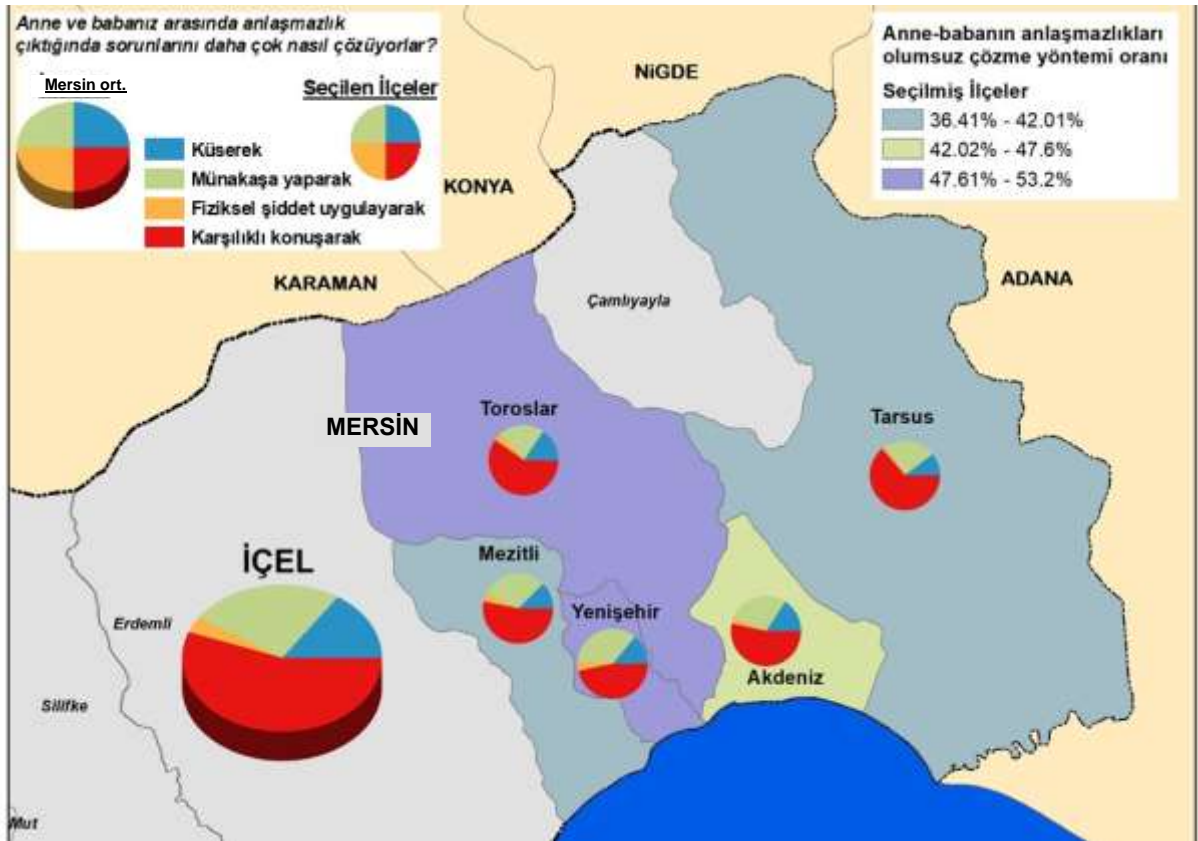 Anne ve babanız arasında anlaşmazlık
çıktığında sorunlarını daha çok nasıl çözüyorlar?
Mersin ort.
Seçilen İlçeler
Küserek
Münakaşa yaparak
Fiziksel şiddet uygulayarak
Karşılıklı konuşarak
Anne-babanın anlaşmazlıkları
olumsuz çözme yöntemi oranı
Seçilmiş İlçeler
36.41% - 42.01%
42.02% - 47.6%
47.61% - 53.2%
NiGDE
KONYA
KARAMAN
ADANA
Çamlıyayla
MERSİN
Toroslar
Tarsus
İÇEL
Mezitli
Yenişehir
Erdemli
Akdeniz
Silifke
Mut